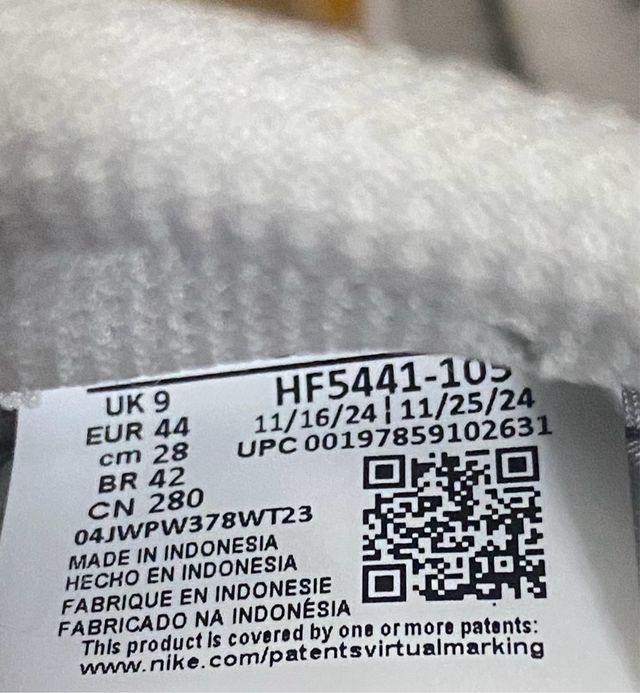 UK 9
EUR 44
cm 28
BR 42
CN 280
HF5441-105
11/16/24 | 11/25/24
UPC 00197859102631
04JWPW378WT23
MADE IN INDONESIA
HECHO EN INDONESIA
FABRIQUE EN INDONESIE
FABRICADO NA INDONÉSIA
This product is covered by one or more patents:
www.nike.com/patentsvirtualmarking